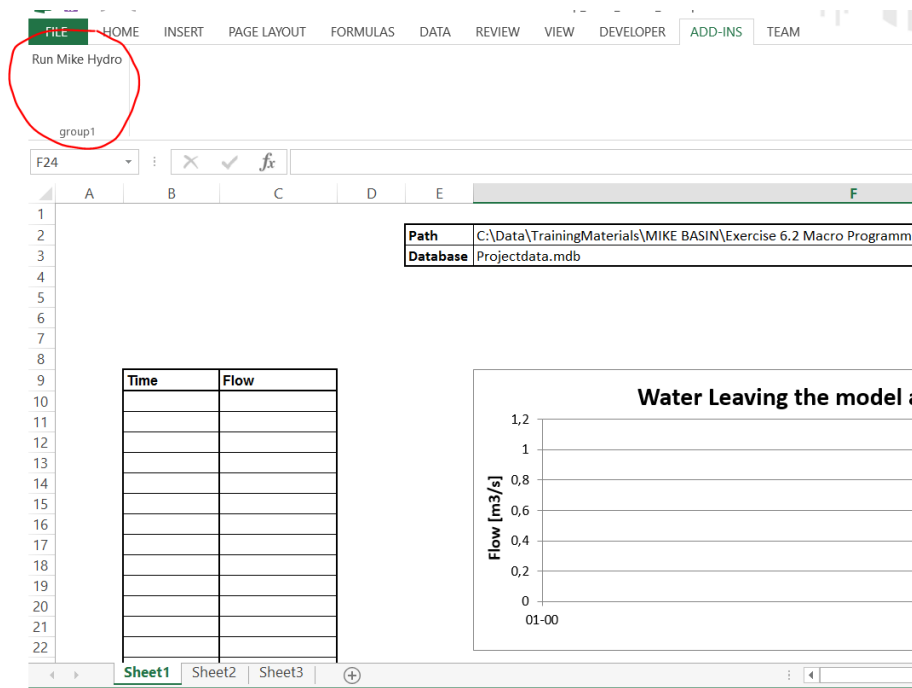 FILE HOME INSERT PAGE LAYOUT FORMULAS DATA REVIEW VIEW DEVELOPER ADD-INS TEAM
Run Mike Hydro
group1
F24 fx
A B C D E F
1
2 Path C:\Data\TrainingMaterials\MIKE BASIN\Exercise 6.2 Macro Programm
3 Database Projectdata.mdb
4
5
6
7
8
9 Time Flow
10
11
12
13
14
15
16
17
18
19
20
21
22
Water Leaving the model a
Flow [m3/s]
1,2
1
0,8
0,6
0,4
0,2
0
01-00
Sheet1 Sheet2 Sheet3